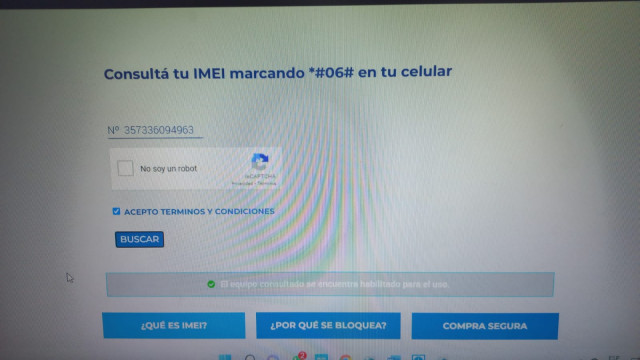 Consultá tu IMEI marcando *#06# en tu celular
Nº 357336094963
No soy un robot
reCAPTCHA
Privacidad - Términos
ACEPTO TERMINOS Y CONDICIONES
BUSCAR
El equipo consultado se encuentra habilitado para el uso.
¿QUÉ ES IMEI?
¿POR QUÉ SE BLOQUEA?
COMPRA SEGURA